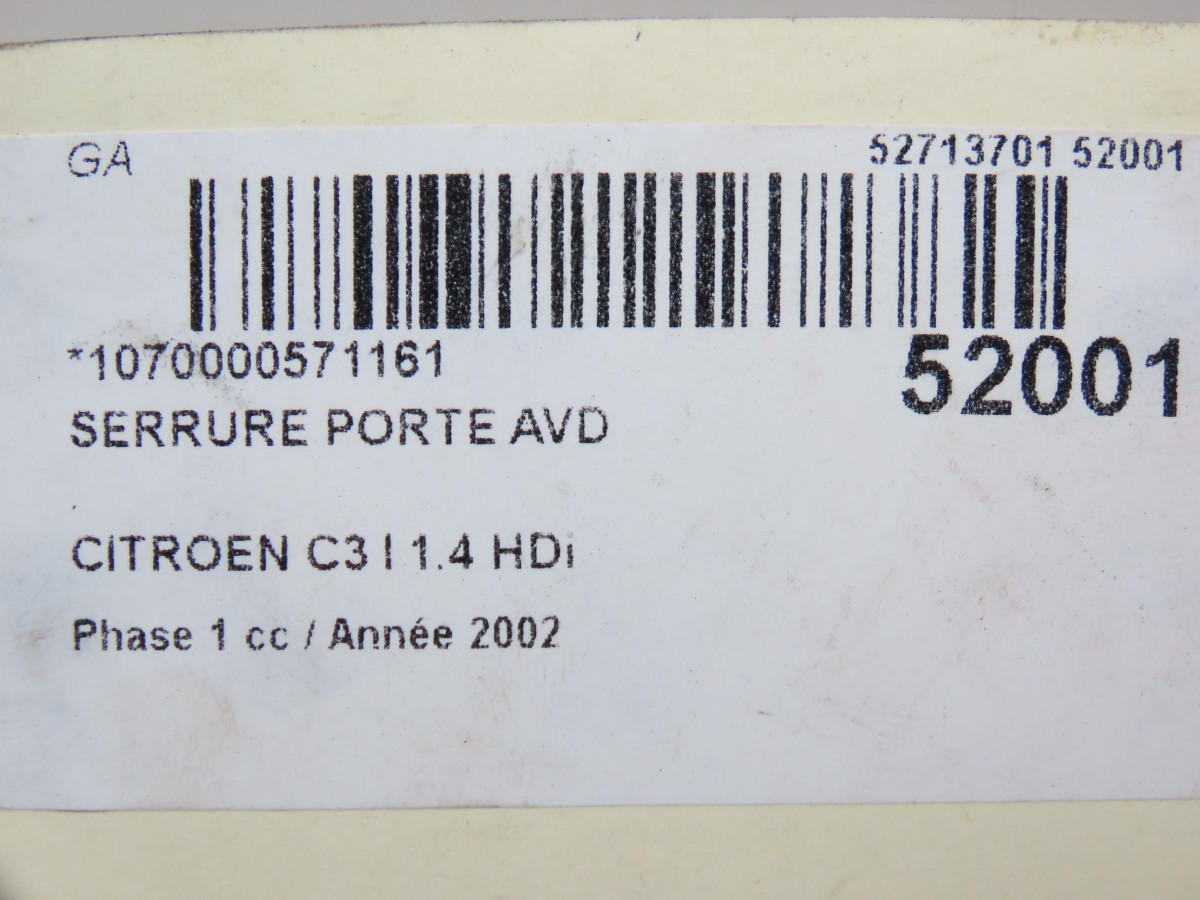 GA
52713701 52001
*1070000571161
52001
SERRURE PORTE AVD
CITROEN C3 I 1.4 HDi
Phase 1 cc / Année 2002